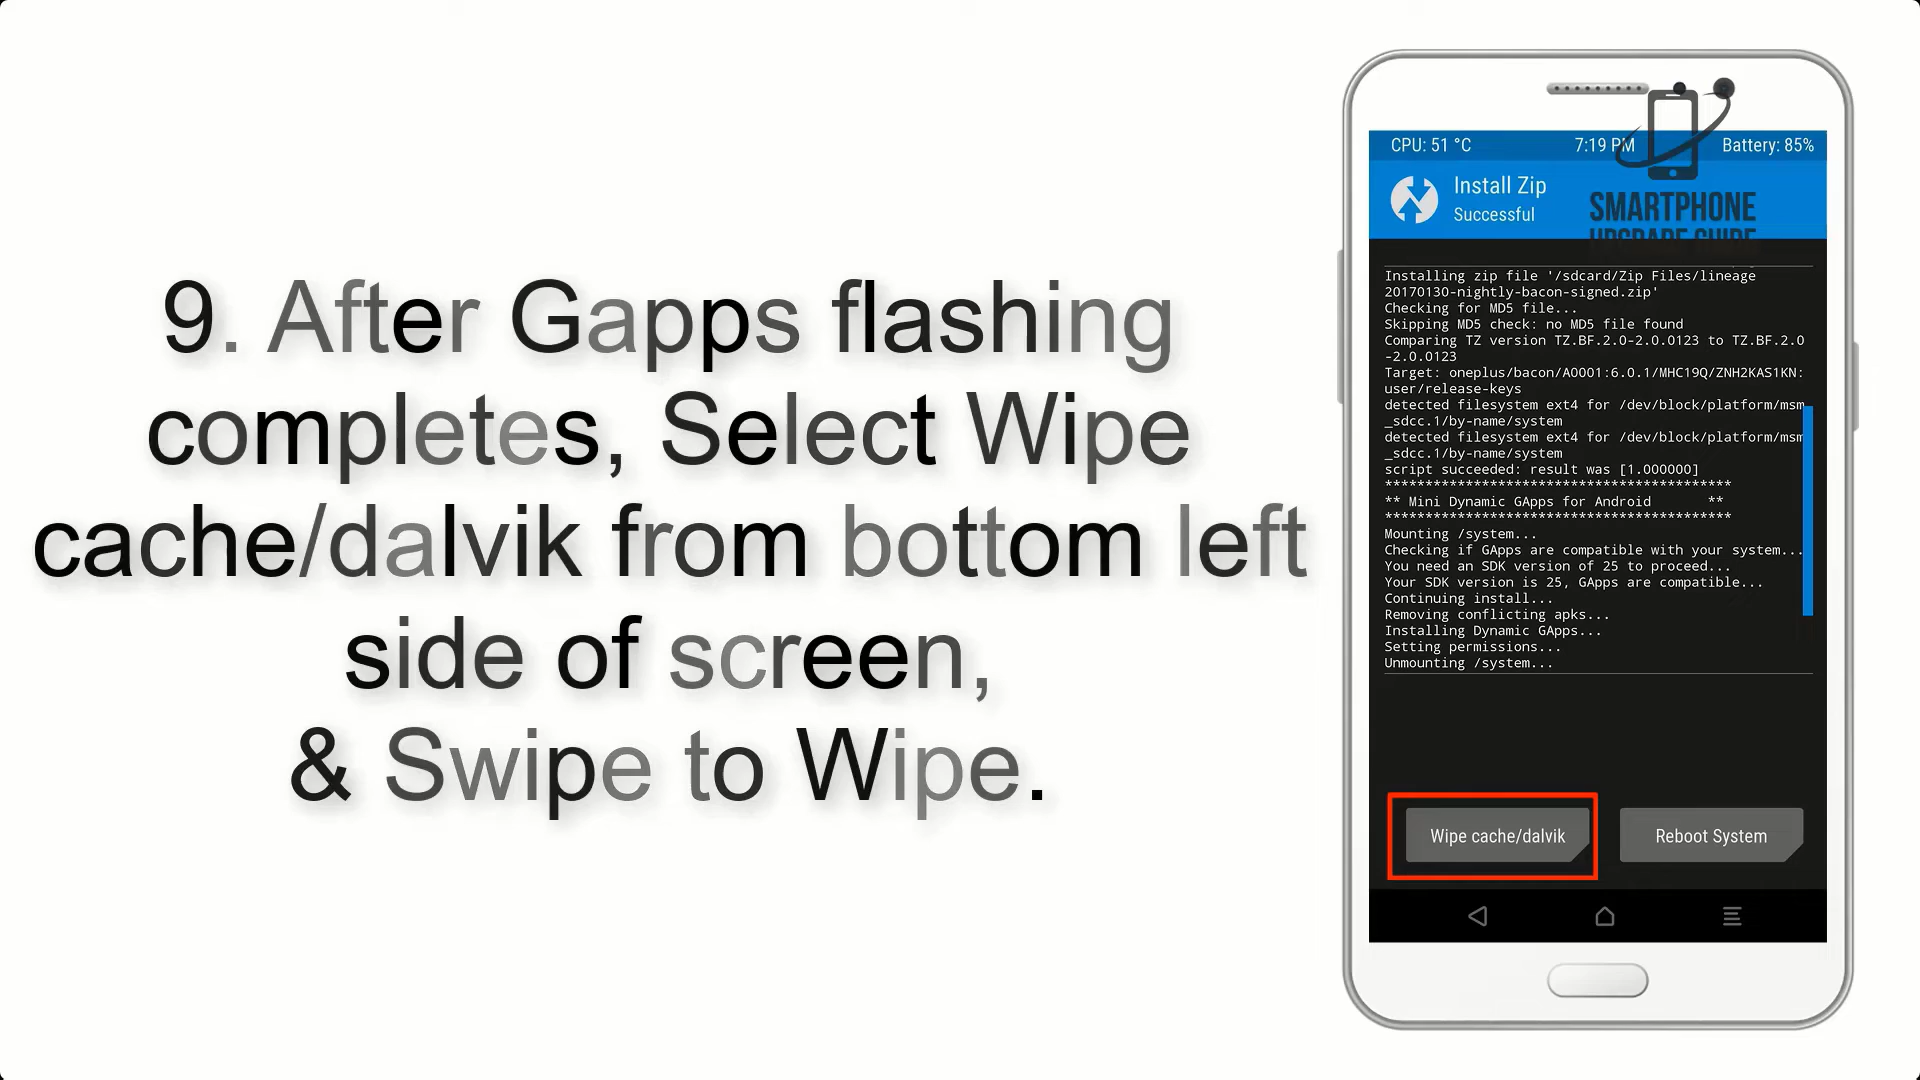 9. After Gapps flashing
completes, Select Wipe
cache/dalvik from bottom left
side of screen,
& Swipe to Wipe.
CPU: 51 °C 7:19 PM Battery: 85%
Install Zip
Successful
SMARTPHONE
UPGRADE GUIDE
Installing zip file '/sdcard/Zip Files/lineage
20170130-nightly-bacon-signed.zip'
Checking for MD5 file...
Skipping MD5 check: no MD5 file found
Comparing TZ version TZ.BF.2.0-2.0.0123 to TZ.BF.2.0
-2.0.0123
Target: oneplus/bacon/A0001:6.0.1/MHC19Q/ZNH2KAS1KN:
user/release-keys
detected filesystem ext4 for /dev/block/platform/msm
_sdcc.1/by-name/system
detected filesystem ext4 for /dev/block/platform/msm
_sdcc.1/by-name/system
script succeeded: result was [1.000000]
*******************************************
** Mini Dynamic GApps for Android **
*******************************************
Mounting /system...
Checking if GApps are compatible with your system...
You need an SDK version of 25 to proceed...
Your SDK version is 25, GApps are compatible...
Continuing install...
Removing conflicting apks...
Installing Dynamic GApps...
Setting permissions...
Unmounting /system...
Wipe cache/dalvik Reboot System